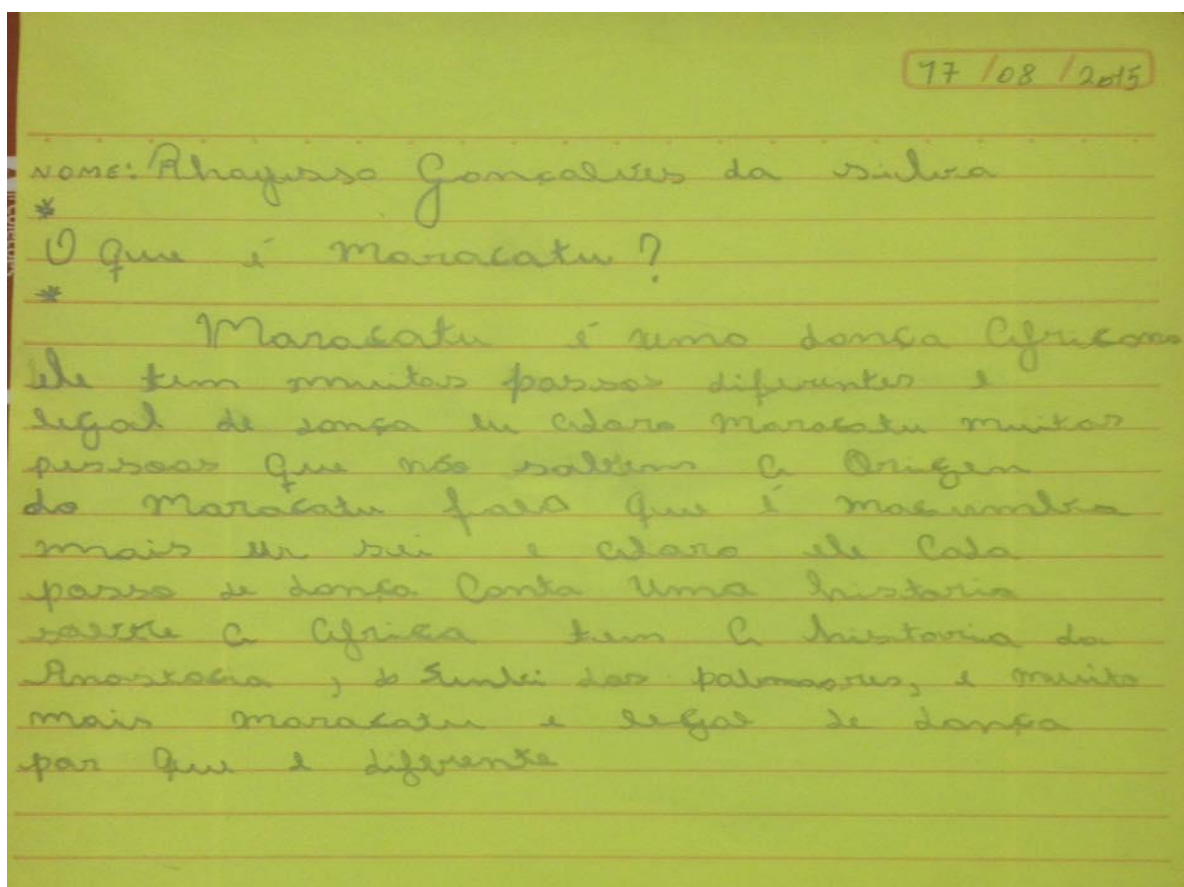 17/08/2015
NOME: Rhayssa Gonçalves da silva
*
O que é maracatu?
*
Maracatu é uma dança Africana
ele tem muitos passos diferentes e
legal de dança eu adoro maracatu muitas
pessoas que não sabem a Origem
do maracatu fala que é macumba
mais eu sei e adoro ele Cada
passo de dança Conta uma historia
sobre a Africa tem a historia da
Anastacia, do Zumbi dos palmares, e muito
mais maracatu e legal de dança
por que e diferente